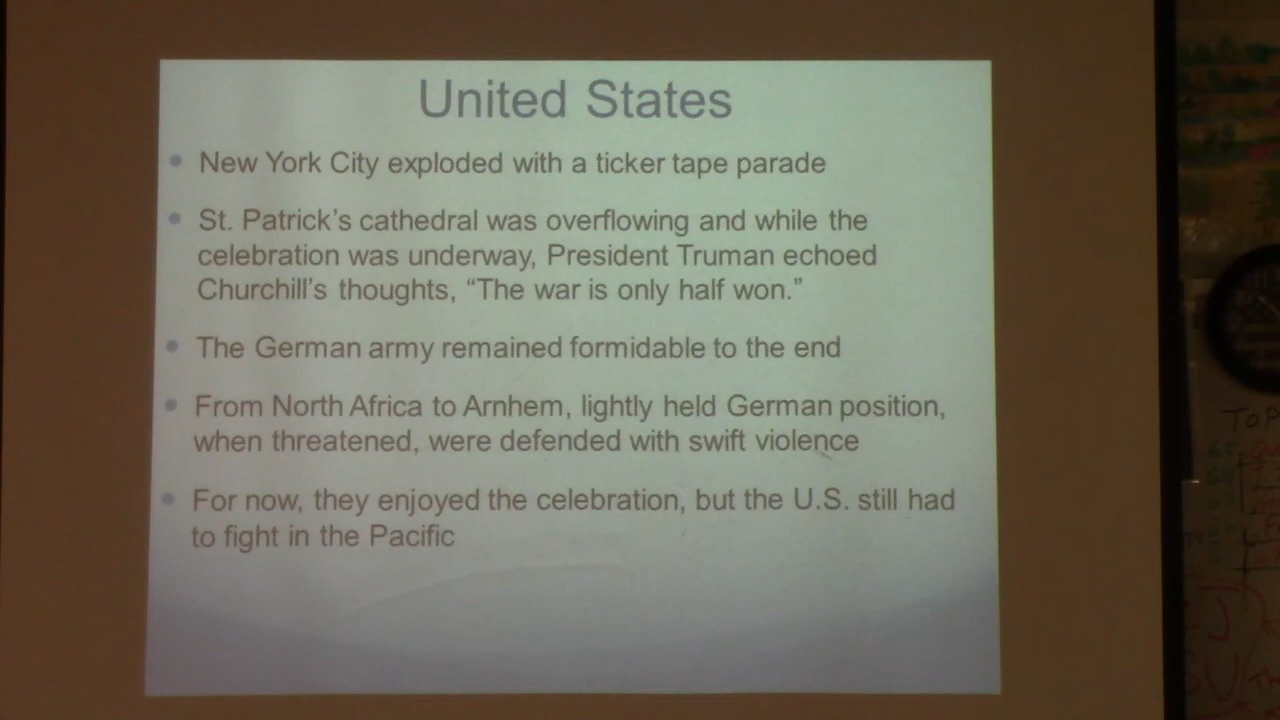 United States
• New York City exploded with a ticker tape parade
• St. Patrick's cathedral was overflowing and while the
celebration was underway, President Truman echoed
Churchill's thoughts, “The war is only half won.”
• The German army remained formidable to the end
• From North Africa to Arnhem, lightly held German position,
when threatened, were defended with swift violence
• For now, they enjoyed the celebration, but the U.S. still had
to fight in the Pacific